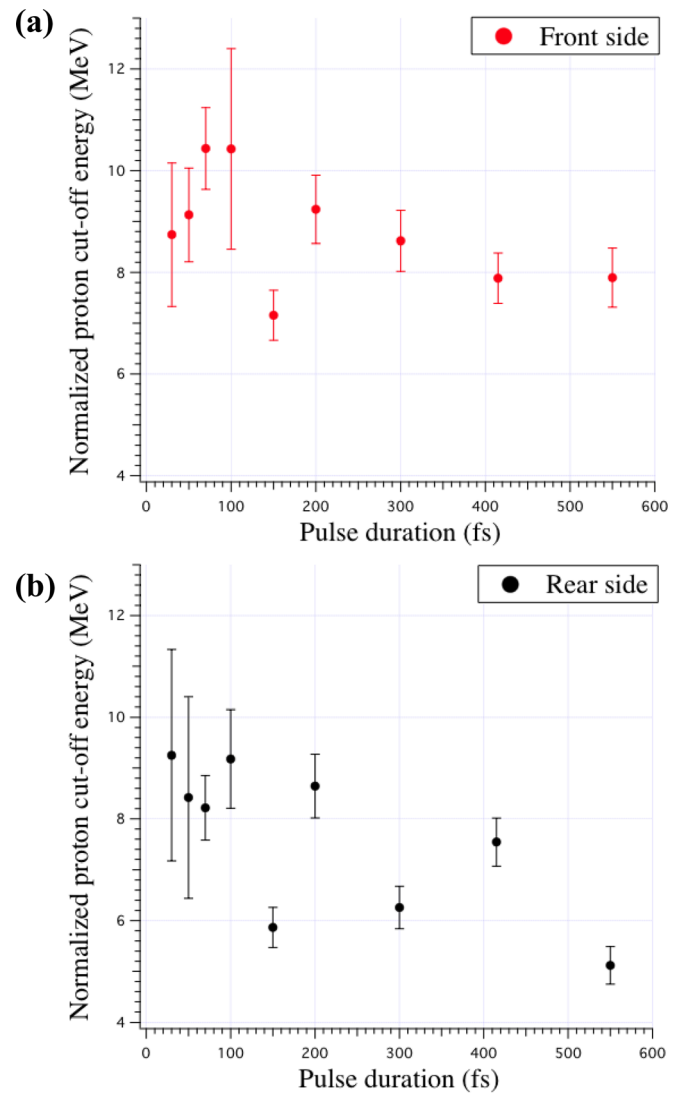 (a)
Front side
Normalized proton cut-off energy (MeV)
12
10
8
6
4
0 100 200 300 400 500 600
Pulse duration (fs)
(b)
Rear side
Normalized proton cut-off energy (MeV)
12
10
8
6
4
0 100 200 300 400 500 600
Pulse duration (fs)